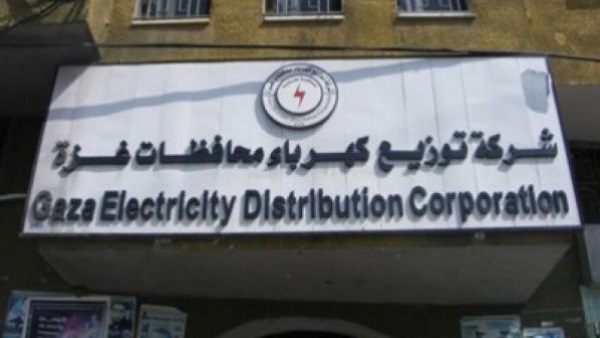 شركة توزيع كهرباء محافظات غزة
Gaza Electricity Distribution Corporation